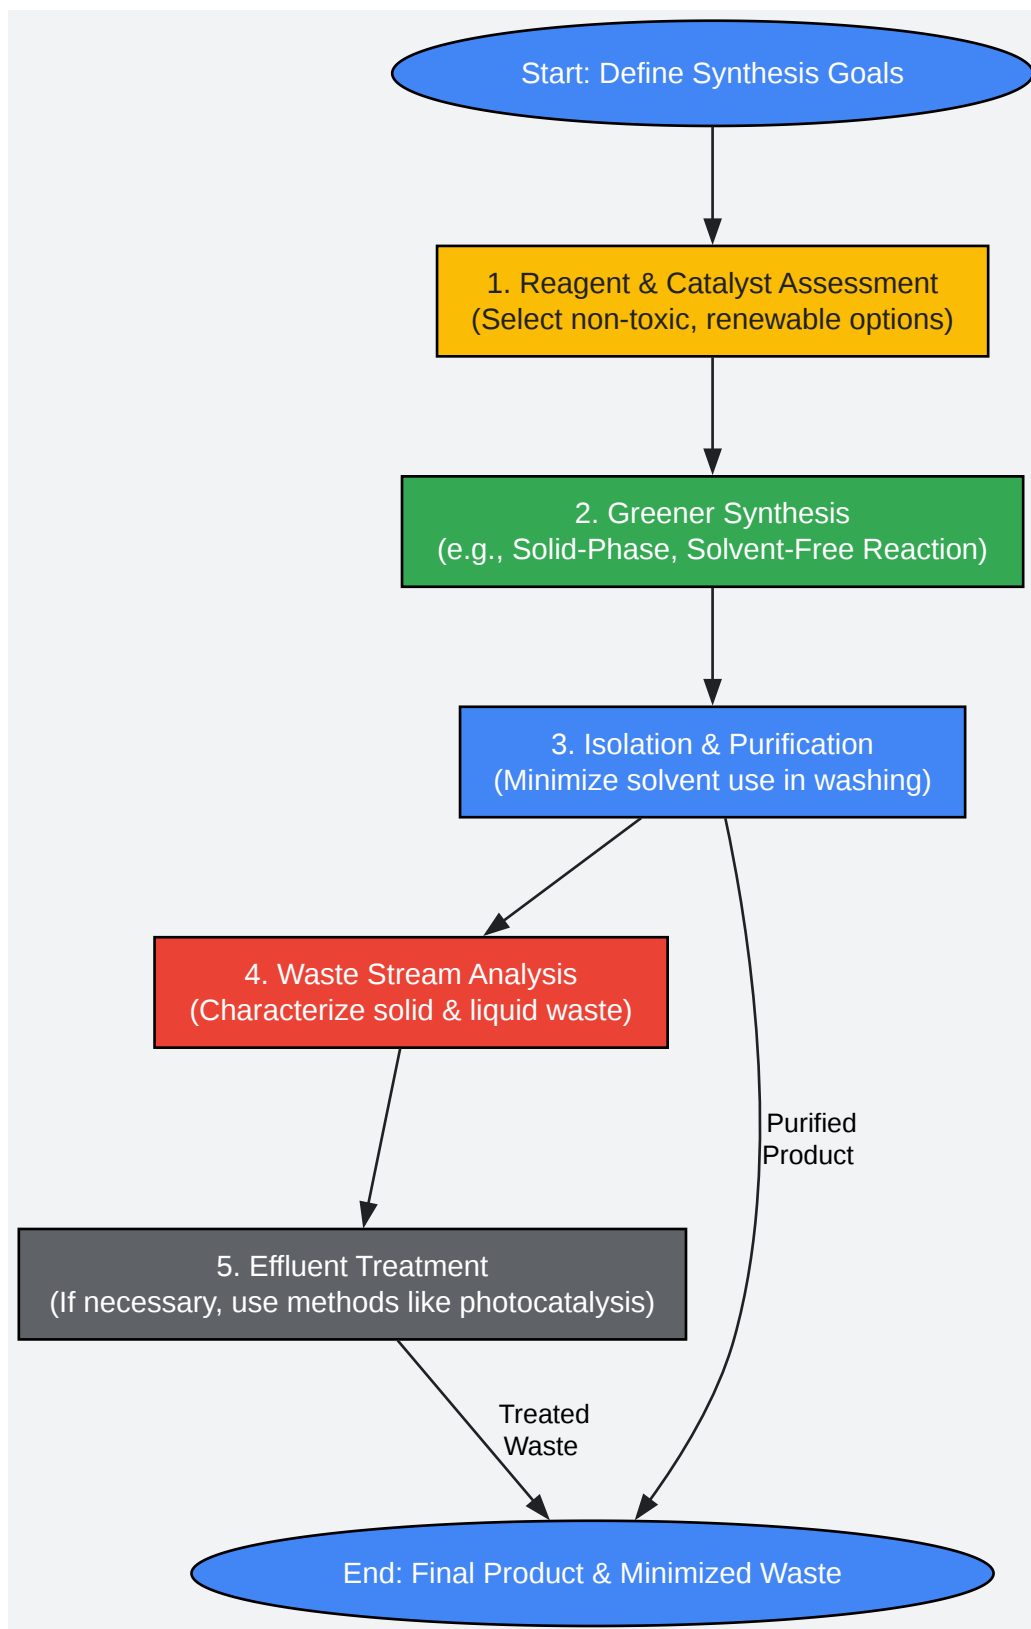 Start: Define Synthesis Goals
1. Reagent & Catalyst Assessment
(Select non-toxic, renewable options)
2. Greener Synthesis
(e.g., Solid-Phase, Solvent-Free Reaction)
3. Isolation & Purification
(Minimize solvent use in washing)
4. Waste Stream Analysis
(Characterize solid & liquid waste)
Purified
Product
5. Effluent Treatment
(If necessary, use methods like photocatalysis)
Treated
Waste
End: Final Product & Minimized Waste